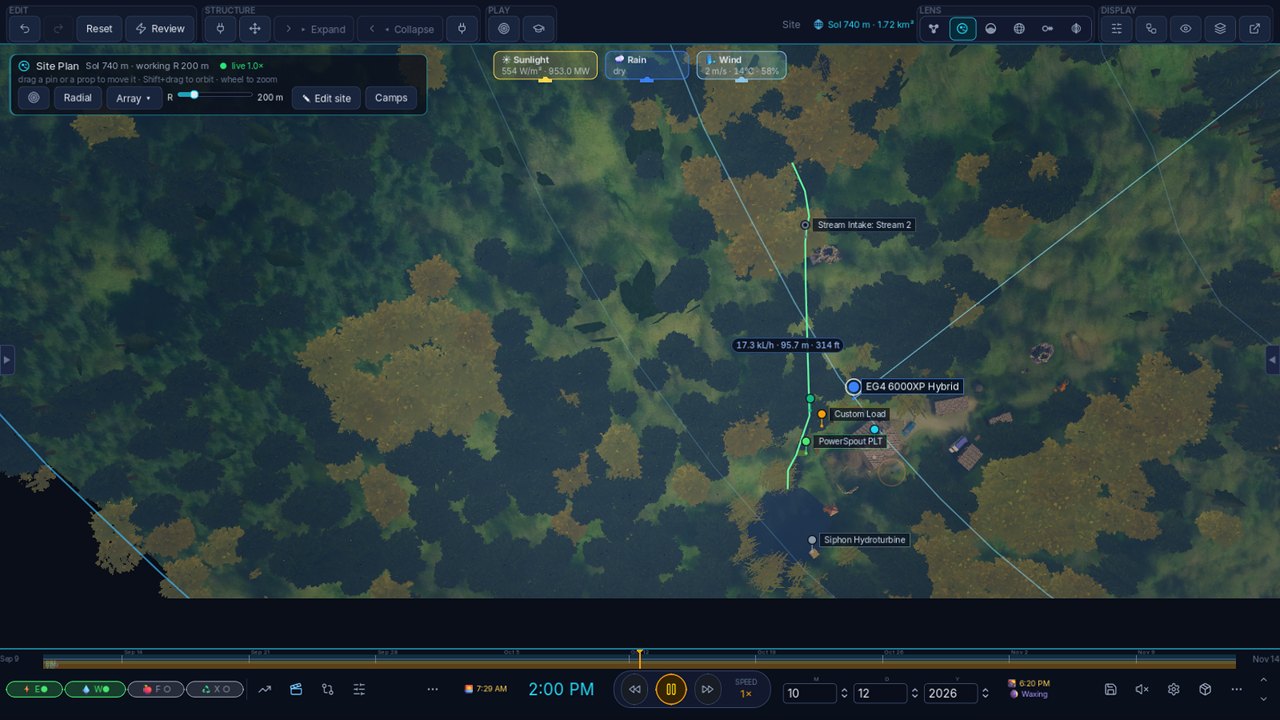 EDIT
STRUCTURE
PLAY
LENS
DISPLAY
Reset
Review
Expand
Collapse
Site
Sol 740 m · 1.72 km²
Site Plan
Sol 740 m · working R 200 m
live 1.0×
drag a pin or a prop to move it · Shift+drag to orbit · wheel to zoom
Radial
Array
R
200 m
Edit site
Camps
Sunlight
554 W/m² · 953.0 MW
Rain
dry
Wind
2 m/s · 14°C · 58%
Stream Intake: Stream 2
17.3 kL/h · 95.7 m · 314 ft
EG4 6000XP Hybrid
Custom Load
PowerSpout PLT
Siphon Hydroturbine
Sep 9
Sep 14
Sep 21
Sep 28
Oct 5
Oct 19
Oct 26
Nov 2
Nov 9
Nov 14
E
W
F
X
7:29 AM
2:00 PM
SPEED
1×
M
10
D
12
Y
2026
6:20 PM
Waxing